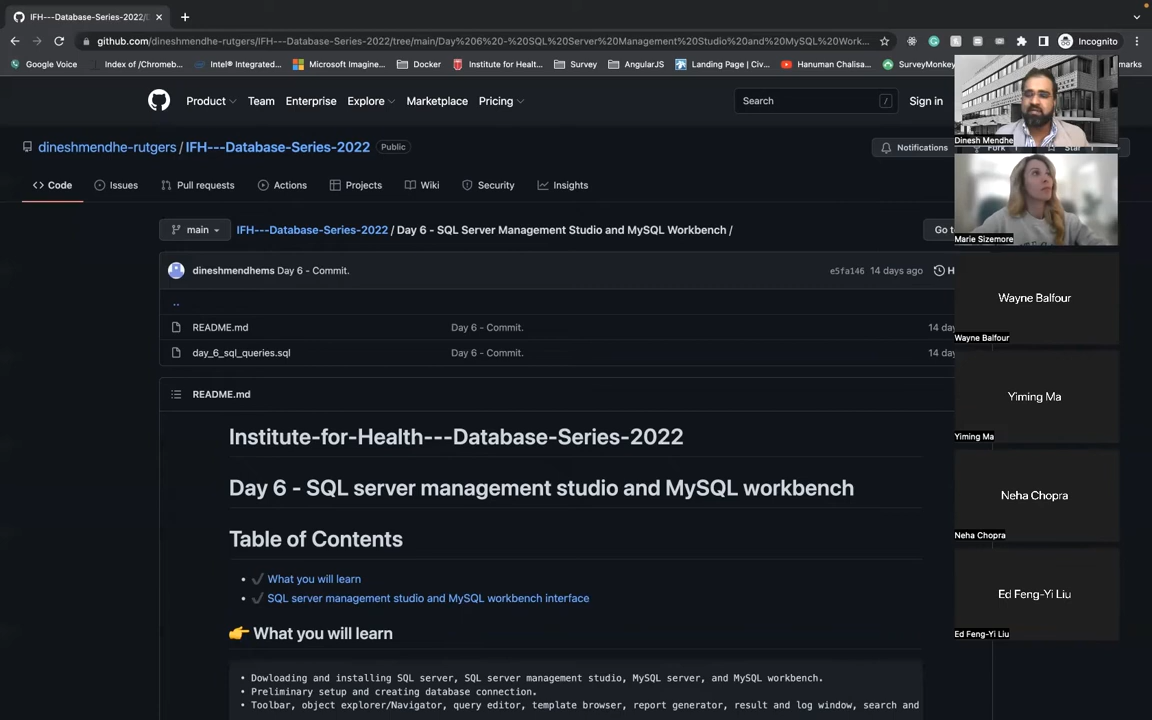 IFH---Database-Series-2022/
github.com/dineshmendhe-rutgers/IFH---Database-Series-2022/tree/main/Day%206%20-%20SQL%20Server%20Management%20Studio%20and%20MySQL%20Work...
Incognito
Google Voice
Index of /Chromeb...
Intel® Integrated...
Microsoft Imagine...
Docker
Institute for Healt...
Survey
AngularJS
Landing Page | Civ...
Hanuman Chalisa...
SurveyMonkey
marks
Product Team Enterprise Explore Marketplace Pricing
Search /
Sign in
dineshmendhe-rutgers / IFH---Database-Series-2022 Public
Notifications
Fork
Star
Code Issues Pull requests Actions Projects Wiki Security Insights
main
IFH---Database-Series-2022 / Day 6 - SQL Server Management Studio and MySQL Workbench /
Go t
dineshmendhems Day 6 - Commit.
e5fa146 14 days ago H
..
README.md Day 6 - Commit. 14 da
day_6_sql_queries.sql Day 6 - Commit. 14 da
README.md
Institute-for-Health---Database-Series-2022
Day 6 - SQL server management studio and MySQL workbench
Table of Contents
• ✔ What you will learn
• ✔ SQL server management studio and MySQL workbench interface
👉 What you will learn
• Dowloading and installing SQL server, SQL server management studio, MySQL server, and MySQL workbench.
• Preliminary setup and creating database connection.
• Toolbar, object explorer/Navigator, query editor, template browser, report generator, result and log window, search and
Dinesh Mendhe
Marie Sizemore
Wayne Balfour
Wayne Balfour
Yiming Ma
Yiming Ma
Neha Chopra
Neha Chopra
Ed Feng-Yi Liu
Ed Feng-Yi Liu